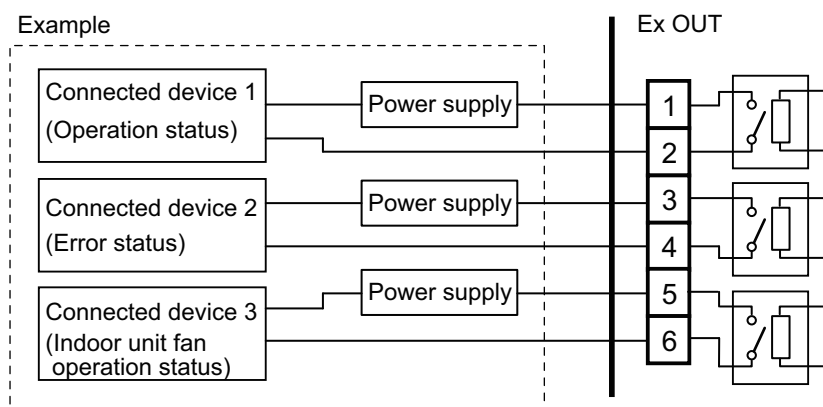 Example
Ex OUT
Connected device 1
(Operation status)
Power supply
1
2
Connected device 2
(Error status)
Power supply
3
4
Connected device 3
(Indoor unit fan
operation status)
Power supply
5
6